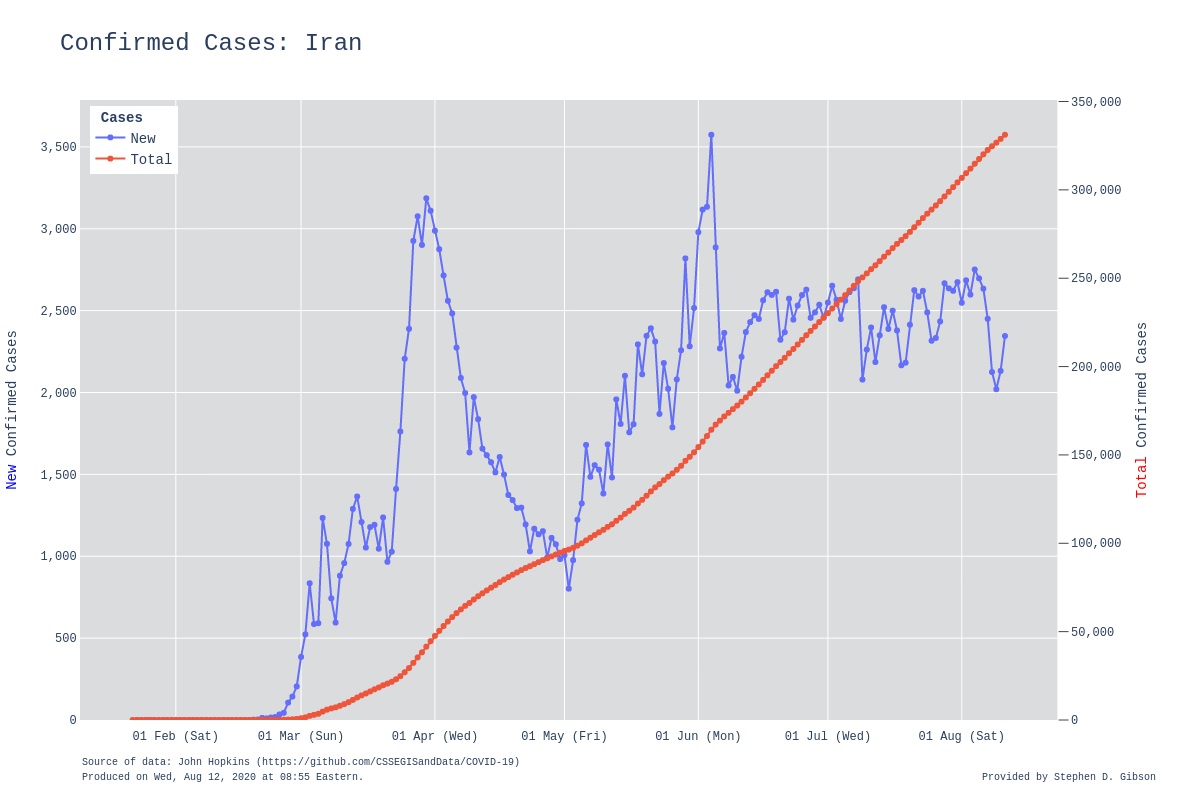 Confirmed Cases: Iran
Cases
New
Total
3,500
3,000
2,500
2,000
1,500
1,000
500
0
New Confirmed Cases
350,000
300,000
250,000
200,000
150,000
100,000
50,000
0
Total Confirmed Cases
01 Feb (Sat)
01 Mar (Sun)
01 Apr (Wed)
01 May (Fri)
01 Jun (Mon)
01 Jul (Wed)
01 Aug (Sat)
Source of data: John Hopkins (https://github.com/CSSEGISandData/COVID-19)
Produced on Wed, Aug 12, 2020 at 08:55 Eastern.
Provided by Stephen D. Gibson